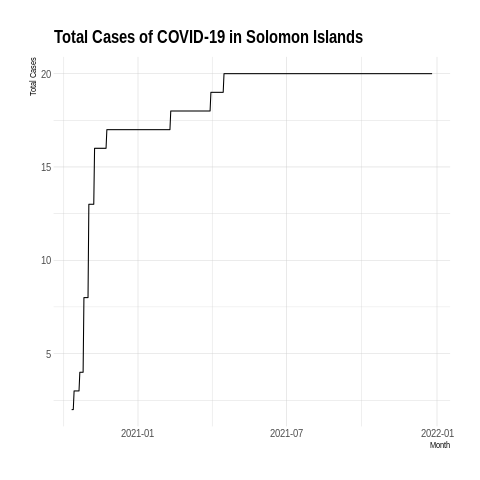 Total Cases of COVID-19 in Solomon Islands
Total Cases
20
15
10
5
2021-01 2021-07 2022-01
Month